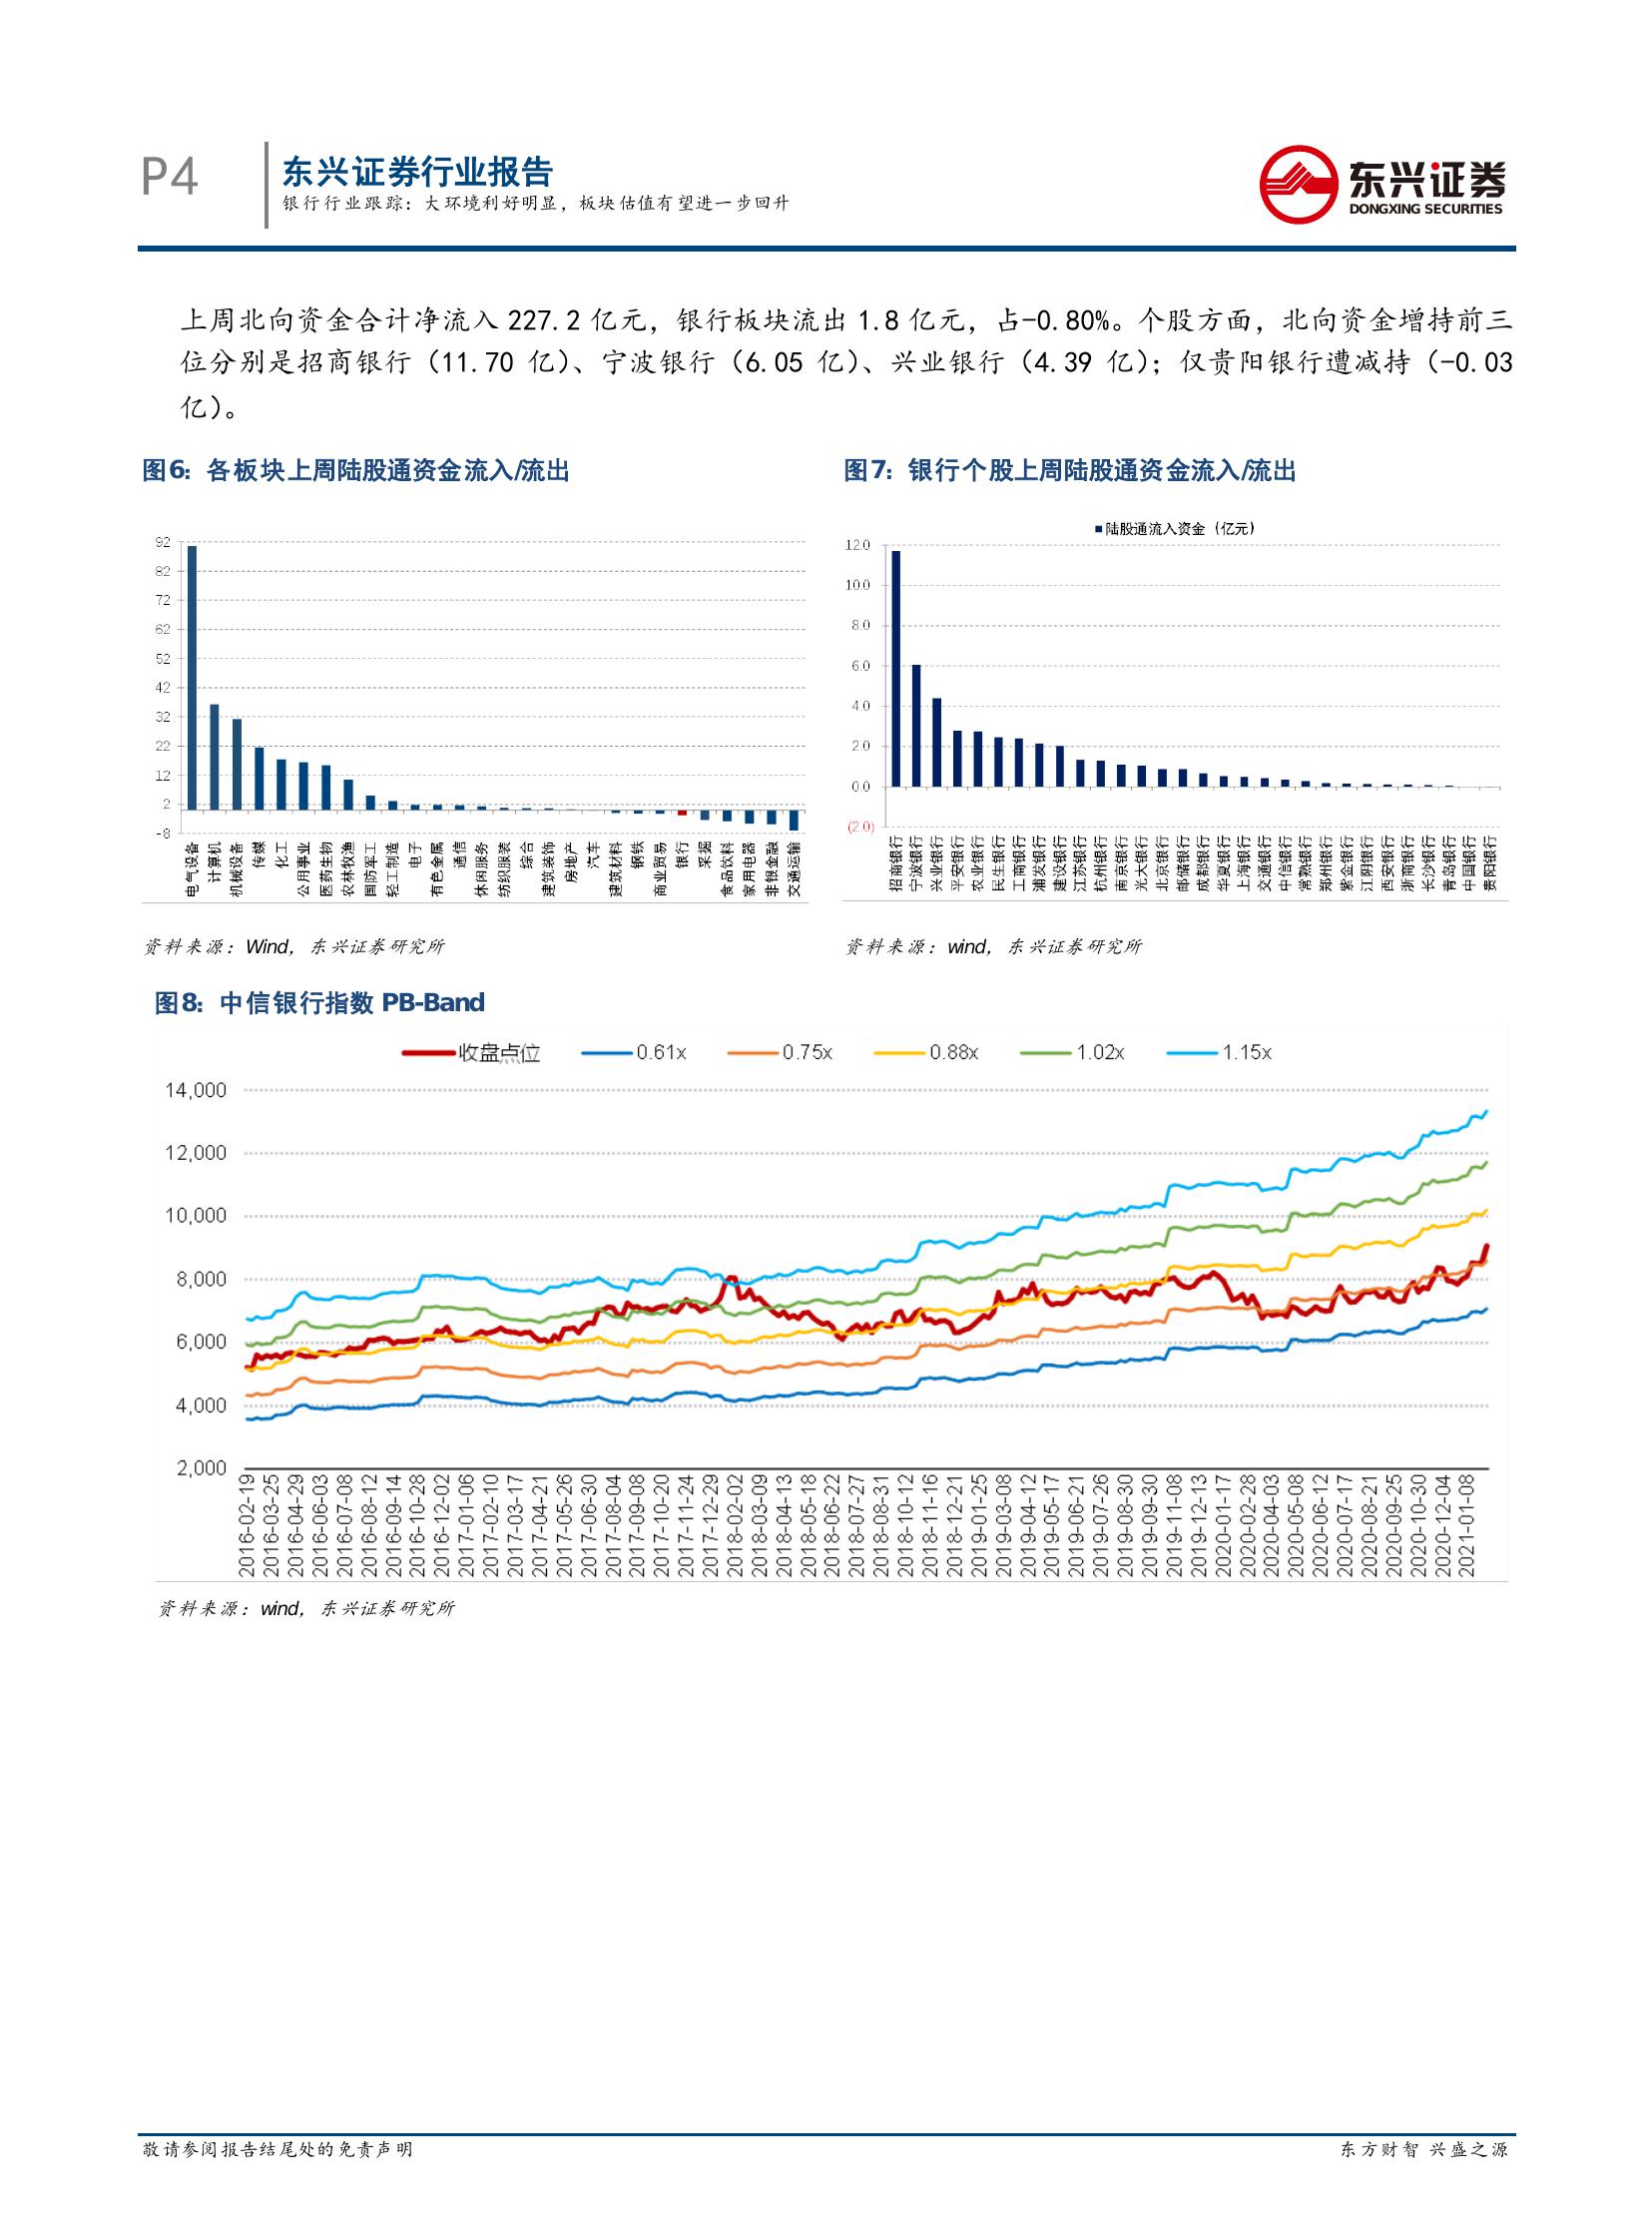 P4
东兴证券行业报告
银行行业跟踪：大环境利好明显，板块估值有望进一步回升
东兴证券
DONGXING SECURITIES
上周北向资金合计净流入 227.2 亿元，银行板块流出 1.8 亿元，占-0.80%。个股方面，北向资金增持前三
位分别是招商银行（11.70 亿）、宁波银行（6.05 亿）、兴业银行（4.39 亿）；仅贵阳银行遭减持（-0.03
亿）。
图6：各板块上周陆股通资金流入/流出
92
82
72
62
52
42
32
22
12
2
-8
电气设备
计算机
机械设备
传媒
化工
公用事业
医药生物
农林牧渔
国防军工
轻工制造
电子
有色金属
通信
休闲服务
纺织服装
综合
建筑装饰
房地产
汽车
建筑材料
钢铁
商业贸易
银行
采掘
食品饮料
家用电器
非银金融
交通运输
资料来源：Wind，东兴证券研究所
图7：银行个股上周陆股通资金流入/流出
陆股通流入资金（亿元）
12.0
10.0
8.0
6.0
4.0
2.0
0.0
(2.0)
招商银行
宁波银行
兴业银行
平安银行
农业银行
民生银行
工商银行
浦发银行
建设银行
江苏银行
杭州银行
南京银行
光大银行
北京银行
邮储银行
成都银行
华夏银行
上海银行
交通银行
中信银行
常熟银行
郑州银行
紫金银行
江阴银行
西安银行
浙商银行
长沙银行
青岛银行
中国银行
贵阳银行
资料来源：wind，东兴证券研究所
图8：中信银行指数 PB-Band
收盘点位
0.61x
0.75x
0.88x
1.02x
1.15x
14,000
12,000
10,000
8,000
6,000
4,000
2,000
2016-02-19
2016-03-25
2016-04-29
2016-06-03
2016-07-08
2016-08-12
2016-09-14
2016-10-28
2016-12-02
2017-01-06
2017-02-10
2017-03-17
2017-04-21
2017-05-26
2017-06-30
2017-08-04
2017-09-08
2017-10-20
2017-11-24
2017-12-29
2018-02-02
2018-03-09
2018-04-13
2018-05-18
2018-06-22
2018-07-27
2018-08-31
2018-10-12
2018-11-16
2018-12-21
2019-01-25
2019-03-08
2019-04-12
2019-05-17
2019-06-21
2019-07-26
2019-08-30
2019-09-30
2019-11-08
2019-12-13
2020-01-17
2020-02-28
2020-04-03
2020-05-08
2020-06-12
2020-07-17
2020-08-21
2020-09-25
2020-10-30
2020-12-04
2021-01-08
资料来源：wind，东兴证券研究所
敬请参阅报告结尾处的免责声明
东方财智 兴盛之源